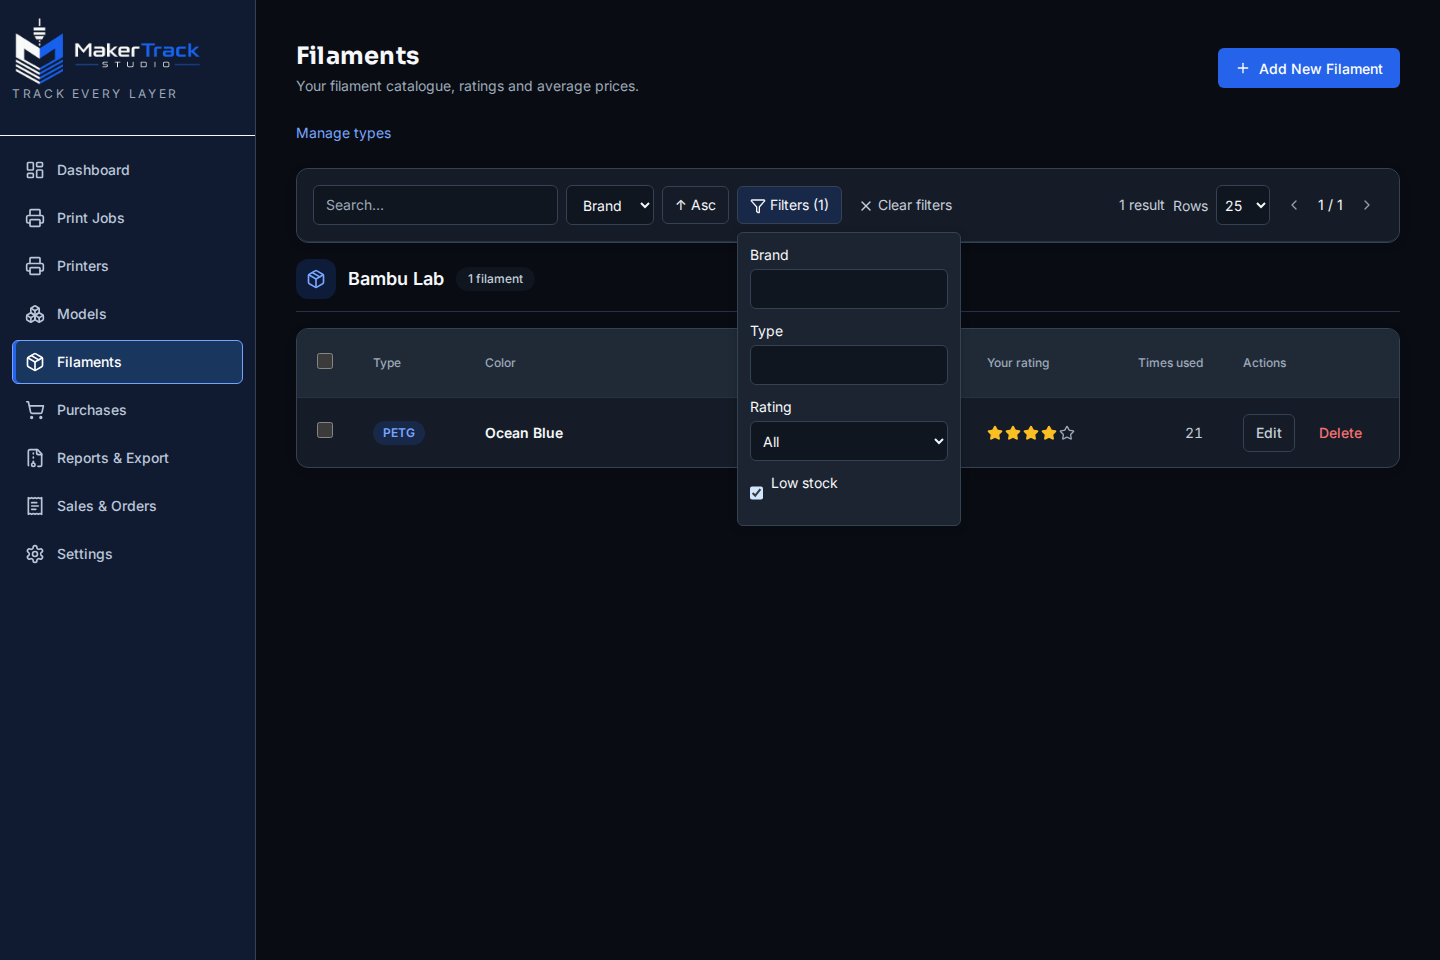 MakerTrack
STUDIO
TRACK EVERY LAYER
Dashboard
Print Jobs
Printers
Models
Filaments
Purchases
Reports & Export
Sales & Orders
Settings
Filaments
Your filament catalogue, ratings and average prices.
Add New Filament
Manage types
Search...
Brand
↑ Asc
Filters (1)
Clear filters
1 result
Rows
25
1 / 1
Bambu Lab
1 filament
Brand
Type
Rating
All
Low stock
Type
Color
Your rating
Times used
Actions
PETG
Ocean Blue
21
Edit
Delete